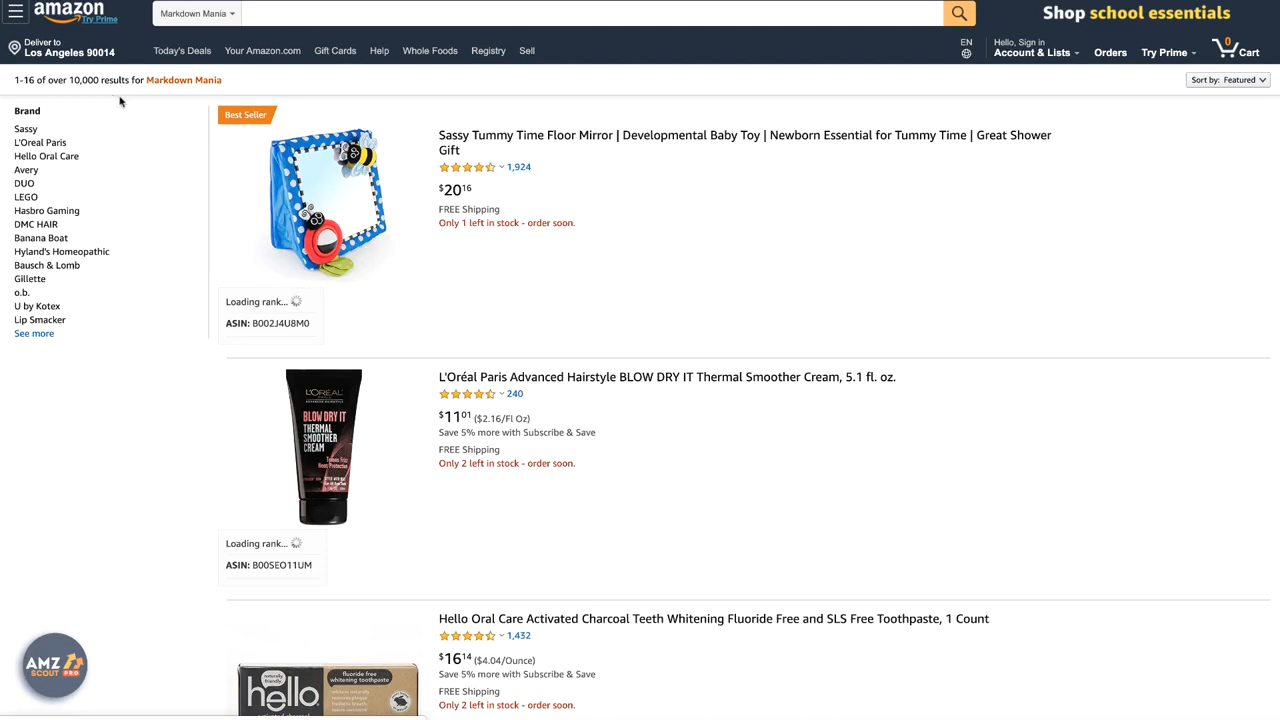 amazon
Try Prime
Markdown Mania
Shop school essentials
Deliver to
Los Angeles 90014
Today's Deals
Your Amazon.com
Gift Cards
Help
Whole Foods
Registry
Sell
EN
Hello, Sign in
Account & Lists
Orders
Try Prime
0
Cart
1-16 of over 10,000 results for Markdown Mania
Sort by: Featured
Brand
Sassy
L'Oreal Paris
Hello Oral Care
Avery
DUO
LEGO
Hasbro Gaming
DMC HAIR
Banana Boat
Hyland's Homeopathic
Bausch & Lomb
Gillette
o.b.
U by Kotex
Lip Smacker
See more
Best Seller
Sassy Tummy Time Floor Mirror | Developmental Baby Toy | Newborn Essential for Tummy Time | Great Shower
Gift
1,924
$20 16
FREE Shipping
Only 1 left in stock - order soon.
Loading rank...
ASIN: B002J4U8M0
L'Oréal Paris Advanced Hairstyle BLOW DRY IT Thermal Smoother Cream, 5.1 fl. oz.
240
$11 01 ($2.16/Fl Oz)
Save 5% more with Subscribe & Save
FREE Shipping
Only 2 left in stock - order soon.
L'ORÉAL
BLOW DRY IT
THERMAL
SMOOTHER
CREAM
Loading rank...
ASIN: B00SEO11UM
Hello Oral Care Activated Charcoal Teeth Whitening Fluoride Free and SLS Free Toothpaste, 1 Count
1,432
$16 14 ($4.04/Ounce)
Save 5% more with Subscribe & Save
FREE Shipping
Only 2 left in stock - order soon.
naturally
friendly
hello
fluoride free
whitening toothpaste
AMZ
SCOUT PRO